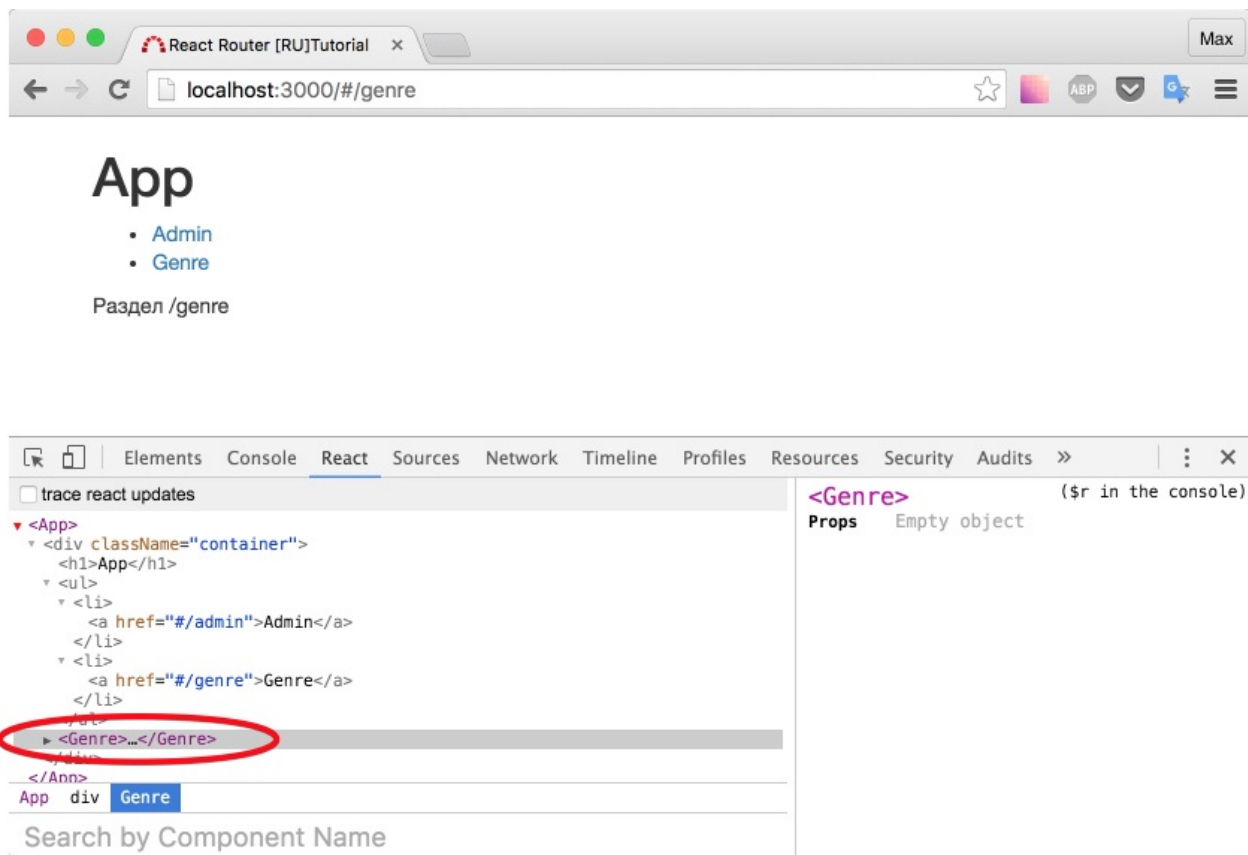 React Router [RU]Tutorial
Max
localhost:3000/#/genre
ABP
G
App
Admin
Genre
Раздел /genre
Elements Console React Sources Network Timeline Profiles Resources Security Audits »
trace react updates
<App>
<div className="container">
<h1>App</h1>
<ul>
<li>
<a href="#/admin">Admin</a>
</li>
<li>
<a href="#/genre">Genre</a>
</li>
</ul>
<Genre>…</Genre>
</div>
</App>
App div Genre
Search by Component Name
<Genre> ($r in the console)
Props Empty object